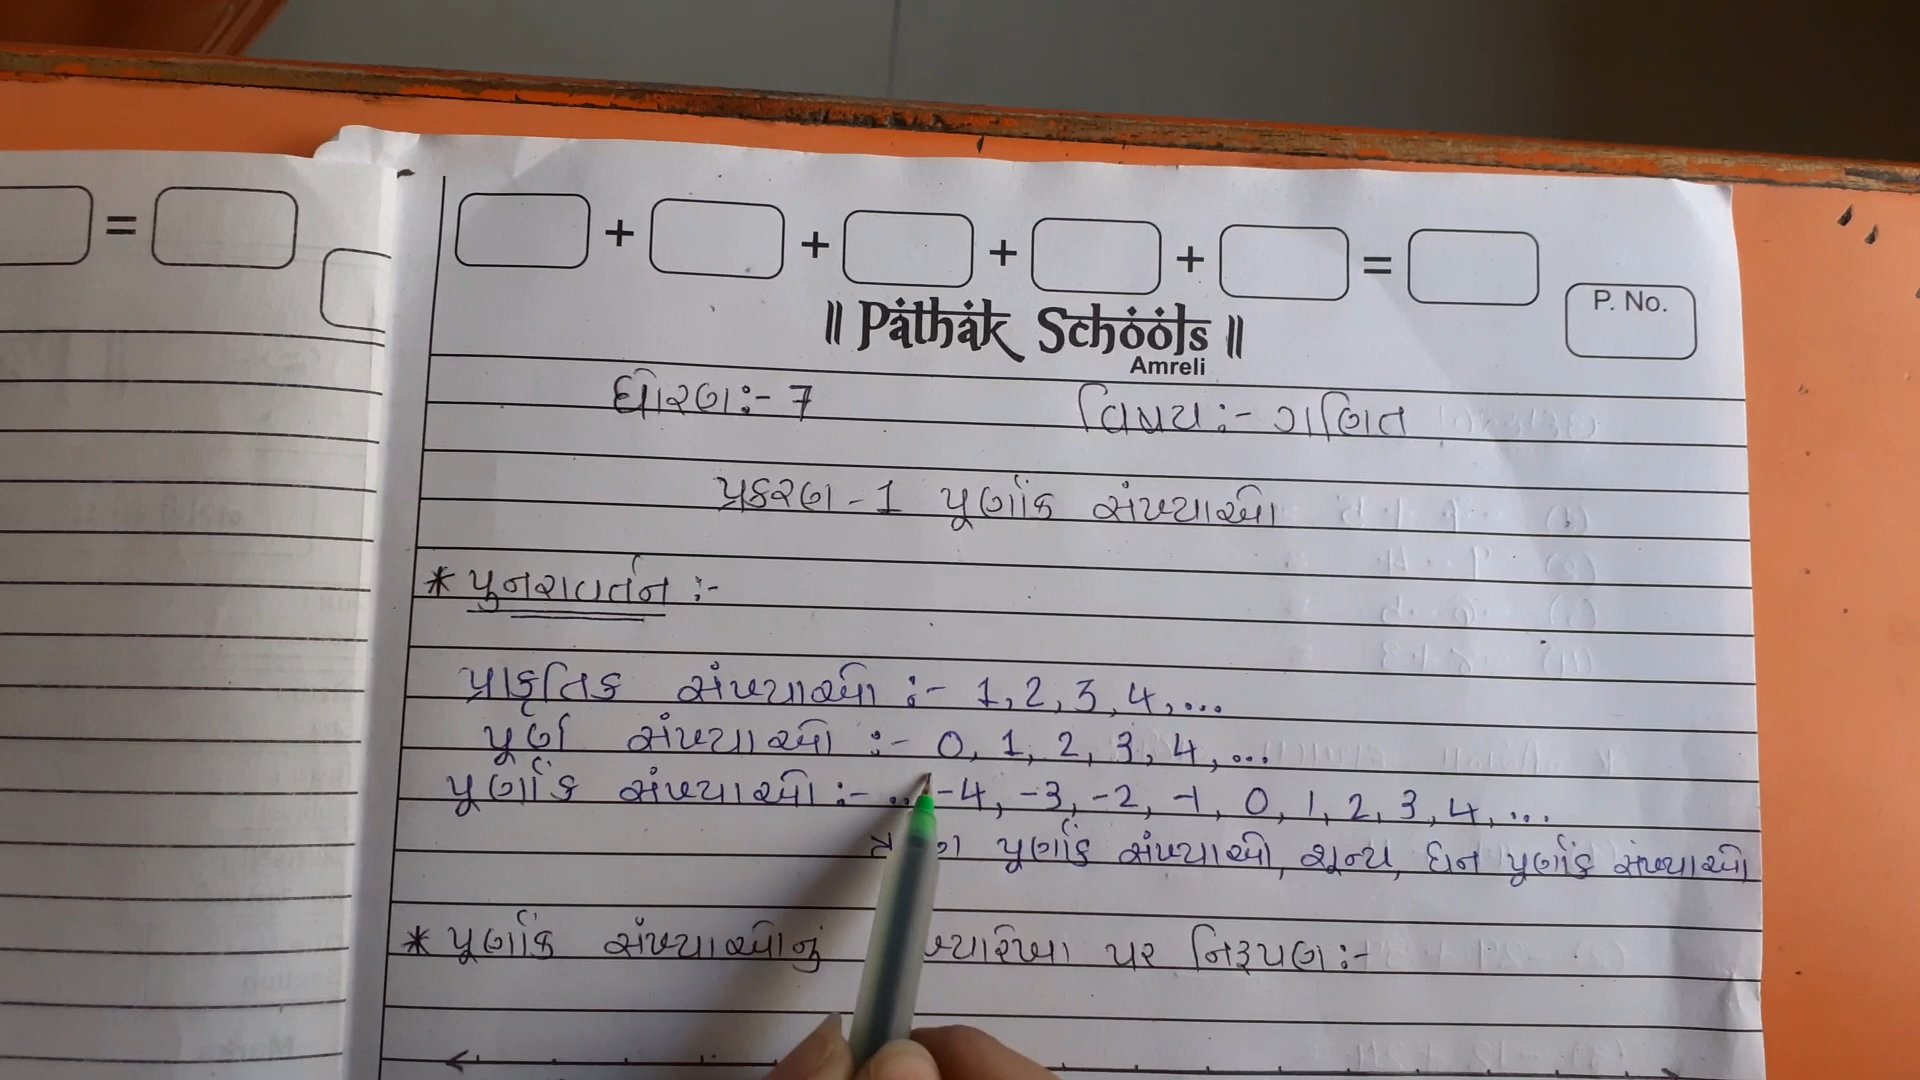 = 
+ + + + =
P. No.
॥ Pathak Schools ॥
Amreli
ધોરણ:- 7 વિષય:- ગણિત
પ્રકરણ - 1 પૂર્ણાંક સંખ્યાઓ
* પુનરાવર્તન :-
પ્રાકૃતિક સંખ્યાઓ :- 1, 2, 3, 4, ...
પૂર્ણ સંખ્યાઓ :- 0, 1, 2, 3, 4, ...
પૂર્ણાંક સંખ્યાઓ :- .. -4, -3, -2, -1, 0, 1, 2, 3, 4, ...
પૂર્ણાંક સંખ્યાઓ, શૂન્ય, ધન પૂર્ણાંક સંખ્યાઓ
* પૂર્ણાંક સંખ્યાઓનું પર નિરૂપણ:-